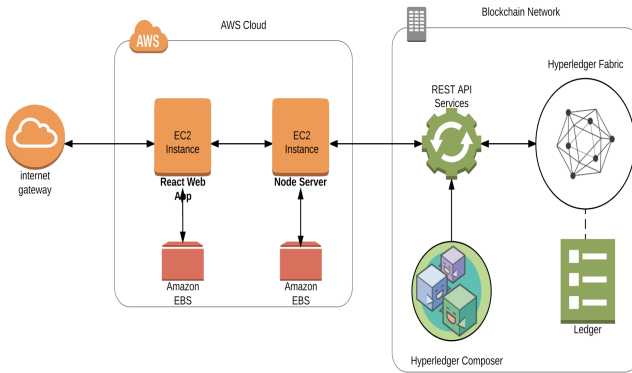 AWS Cloud
Blockchain Network
AWS
Hyperledger Fabric
REST API
Services
EC2
Instance
EC2
Instance
internet
gateway
React Web
App
Node Server
Amazon
EBS
Amazon
EBS
Ledger
Hyperledger Composer